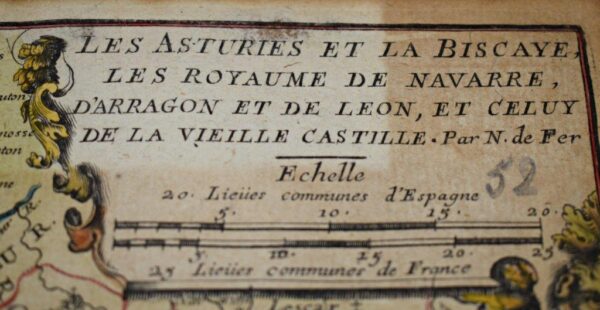 LES ASTURIES ET LA BISCAYE,
LES ROYAUME DE NAVARRE,
D'ARRAGON ET DE LEON, ET CELUY
DE LA VIEILLE CASTILLE. Par N. de Fer
Echelle
52
20. Lieües communes d'Espagne
5. 10. 15. 20.
5. 10. 15 20 25
25 Lieües communes de France
Lescar